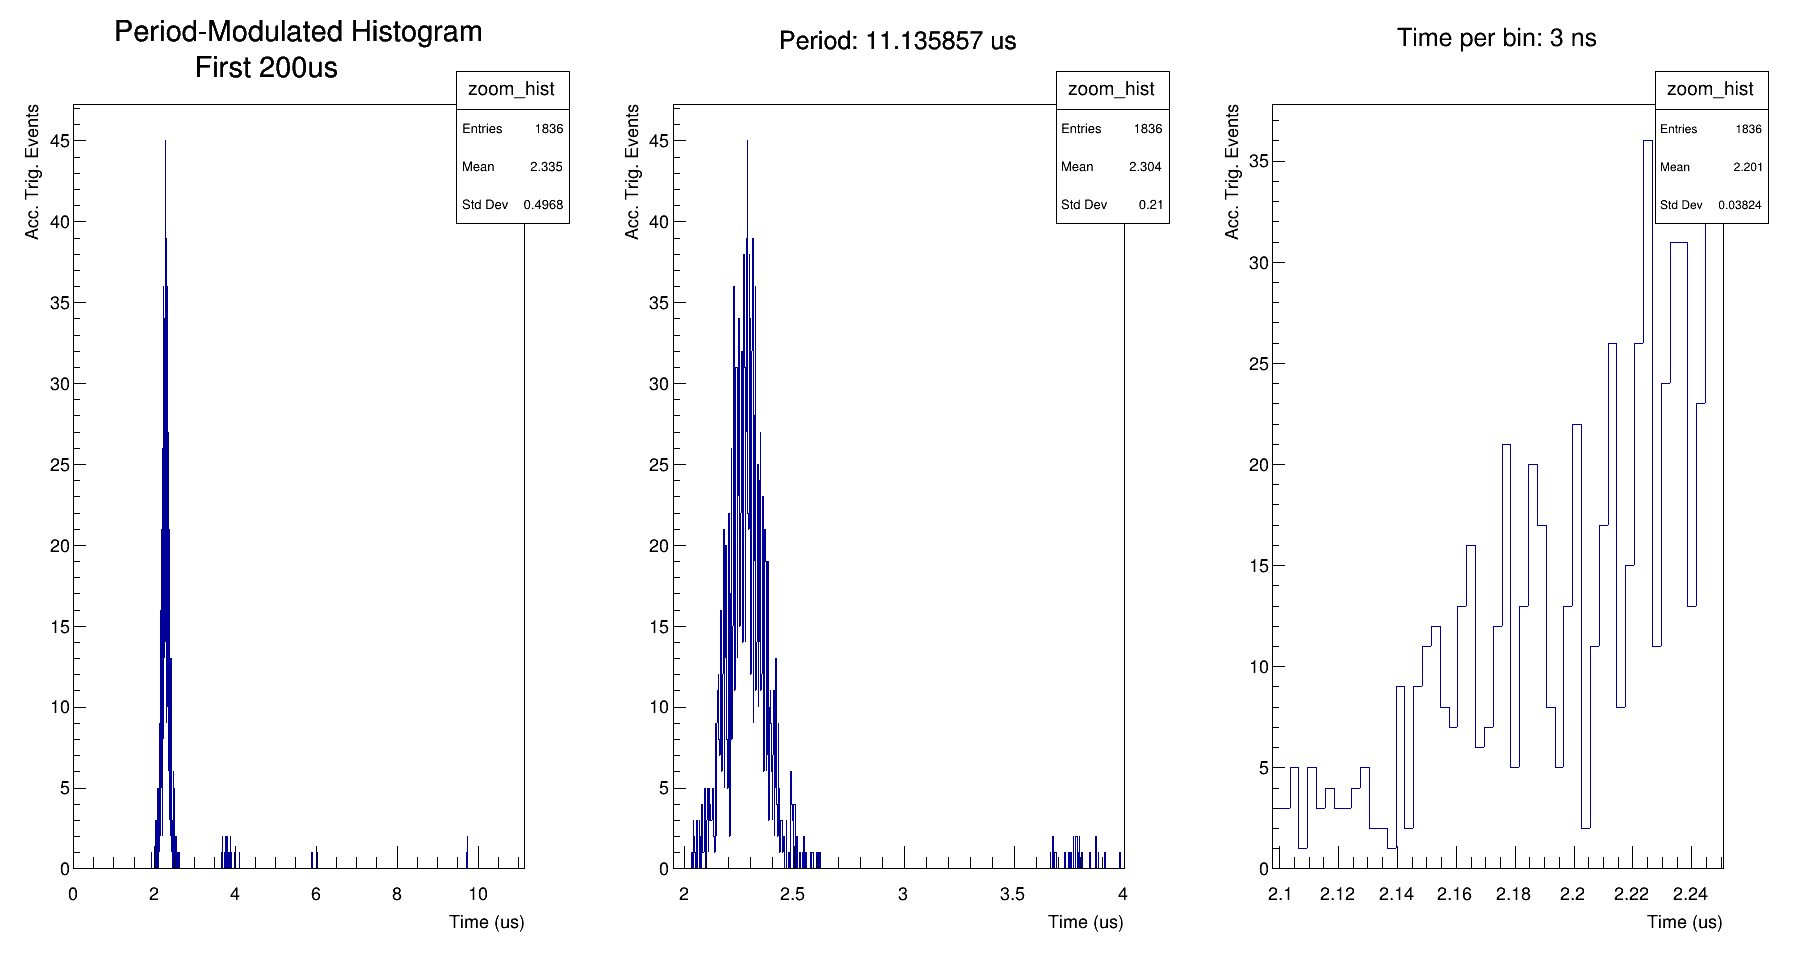 Period-Modulated Histogram
First 200us
zoom_hist
Entries 1836
Mean 2.335
Std Dev 0.4968
Acc. Trig. Events
45
40
35
30
25
20
15
10
5
0
0 2 4 6 8 10
Time (us)
Period: 11.135857 us
zoom_hist
Entries 1836
Mean 2.304
Std Dev 0.21
Acc. Trig. Events
45
40
35
30
25
20
15
10
5
0
2 2.5 3 3.5 4
Time (us)
Time per bin: 3 ns
zoom_hist
Entries 1836
Mean 2.201
Std Dev 0.03824
Acc. Trig. Events
35
30
25
20
15
10
5
0
2.1 2.12 2.14 2.16 2.18 2.2 2.22 2.24
Time (us)